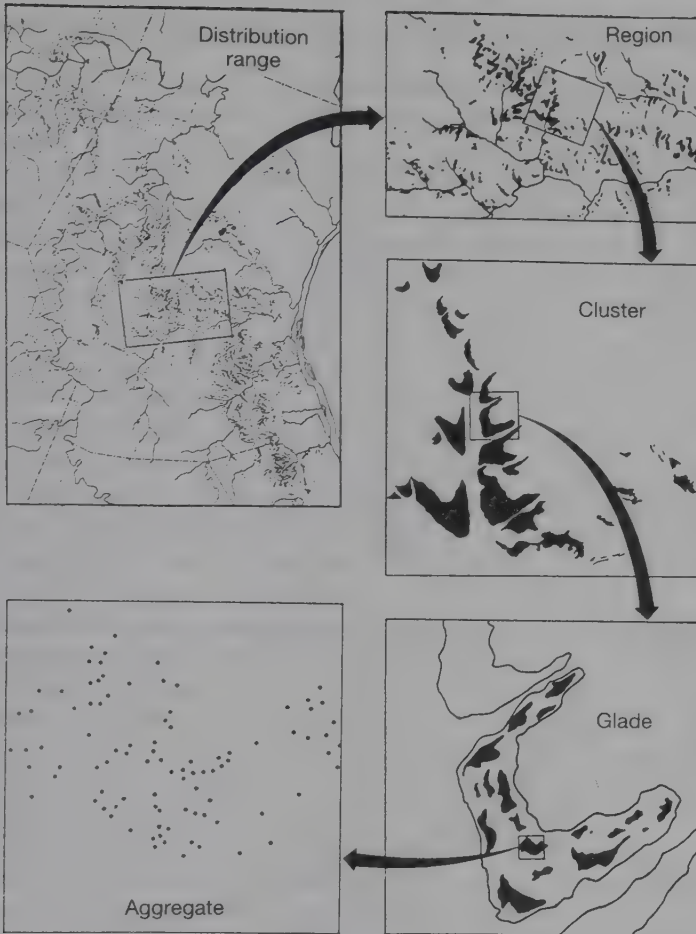 Distribution
range
Region
Cluster
Glade
Aggregate